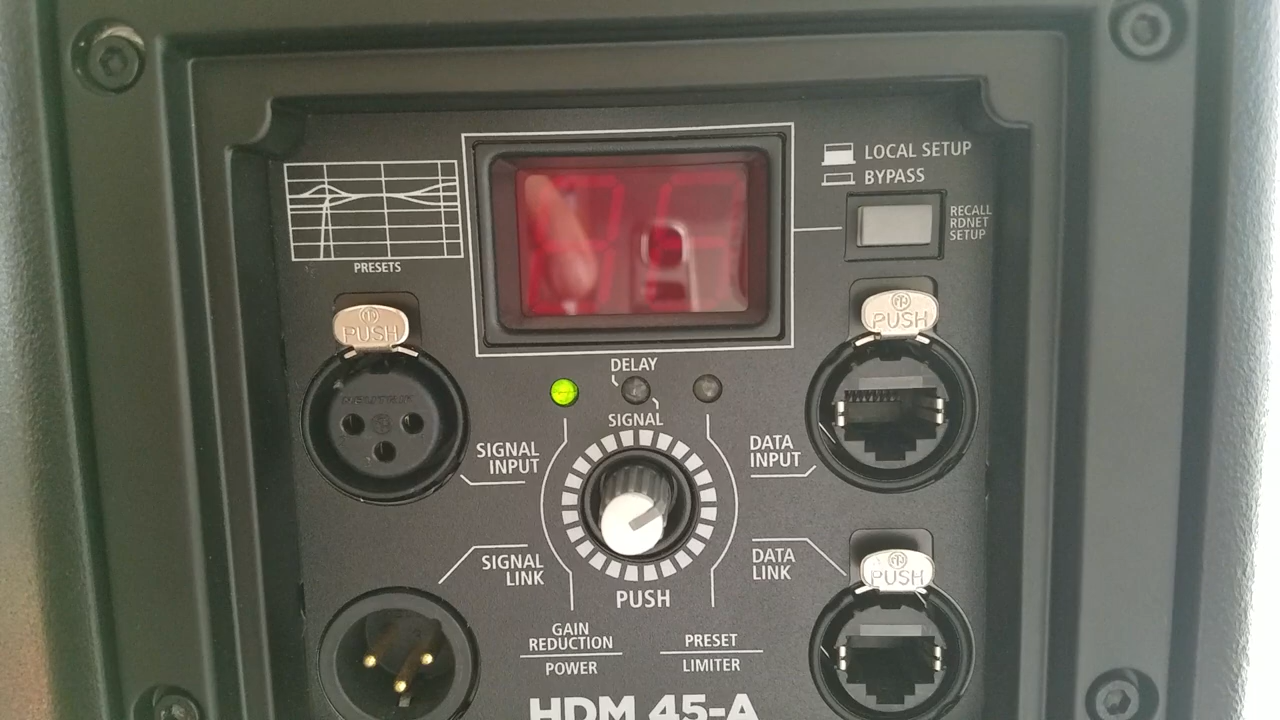 LOCAL SETUP
BYPASS
RECALL
RDNET
SETUP
PRESETS
PUSH
PUSH
NEUTRIK
DELAY
SIGNAL
SIGNAL
INPUT
DATA
INPUT
SIGNAL
LINK
DATA
LINK
PUSH
PUSH
GAIN
REDUCTION
POWER
PRESET
LIMITER
HDM 45-A